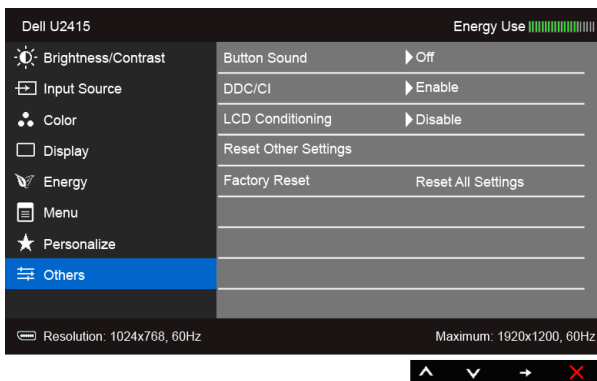 Dell U2415 Energy Use
Brightness/Contrast Button Sound Off
Input Source DDC/CI Enable
Color LCD Conditioning Disable
Display Reset Other Settings
Energy Factory Reset Reset All Settings
Menu
Personalize
Others
Resolution: 1024x768, 60Hz Maximum: 1920x1200, 60Hz